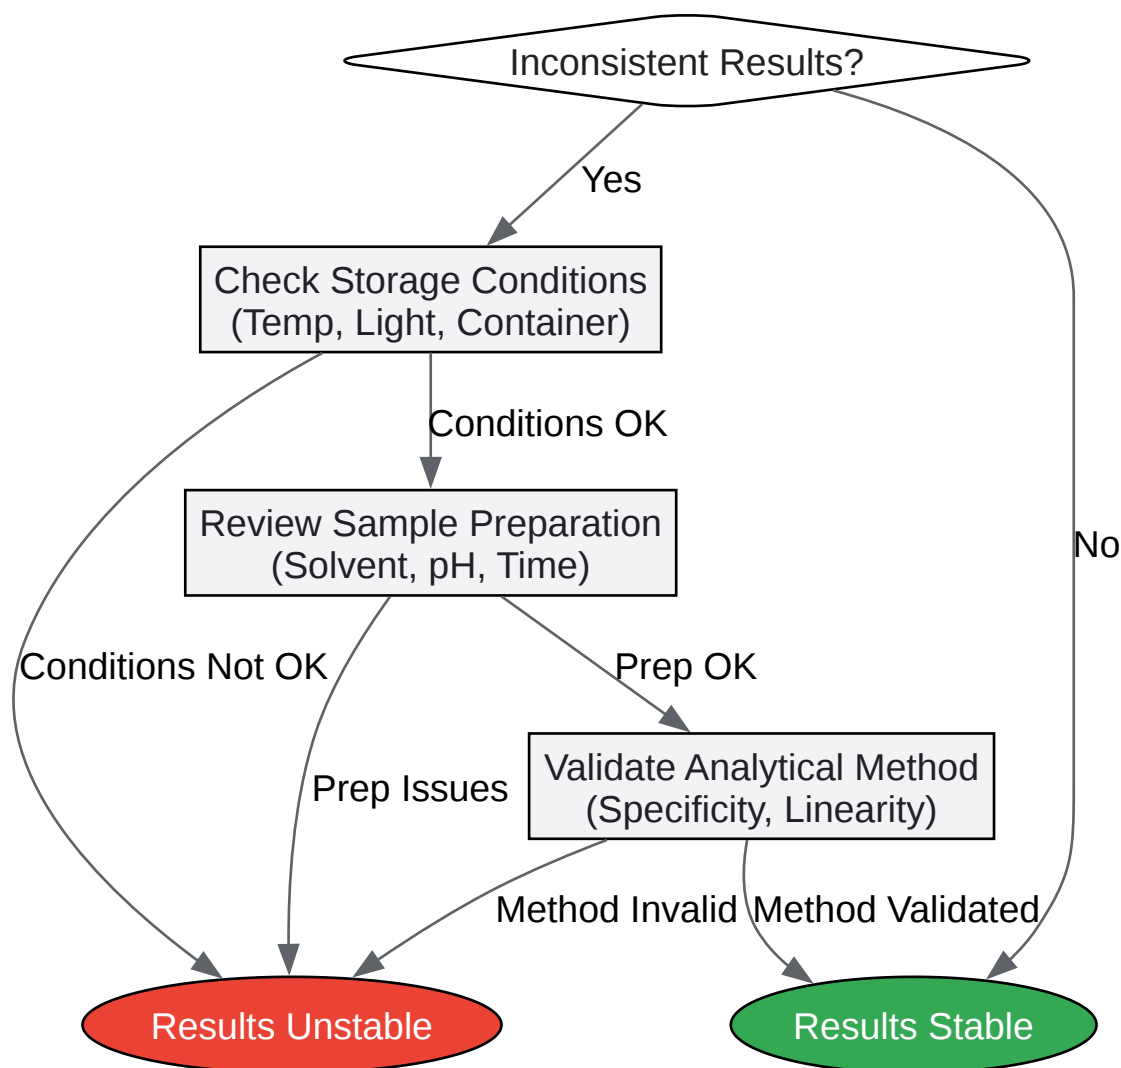 Inconsistent Results?
Yes
Check Storage Conditions
(Temp, Light, Container)
Conditions OK
Review Sample Preparation
(Solvent, pH, Time)
No
Conditions Not OK
Prep OK
Validate Analytical Method
(Specificity, Linearity)
Prep Issues
Method Invalid
Method Validated
Results Unstable
Results Stable